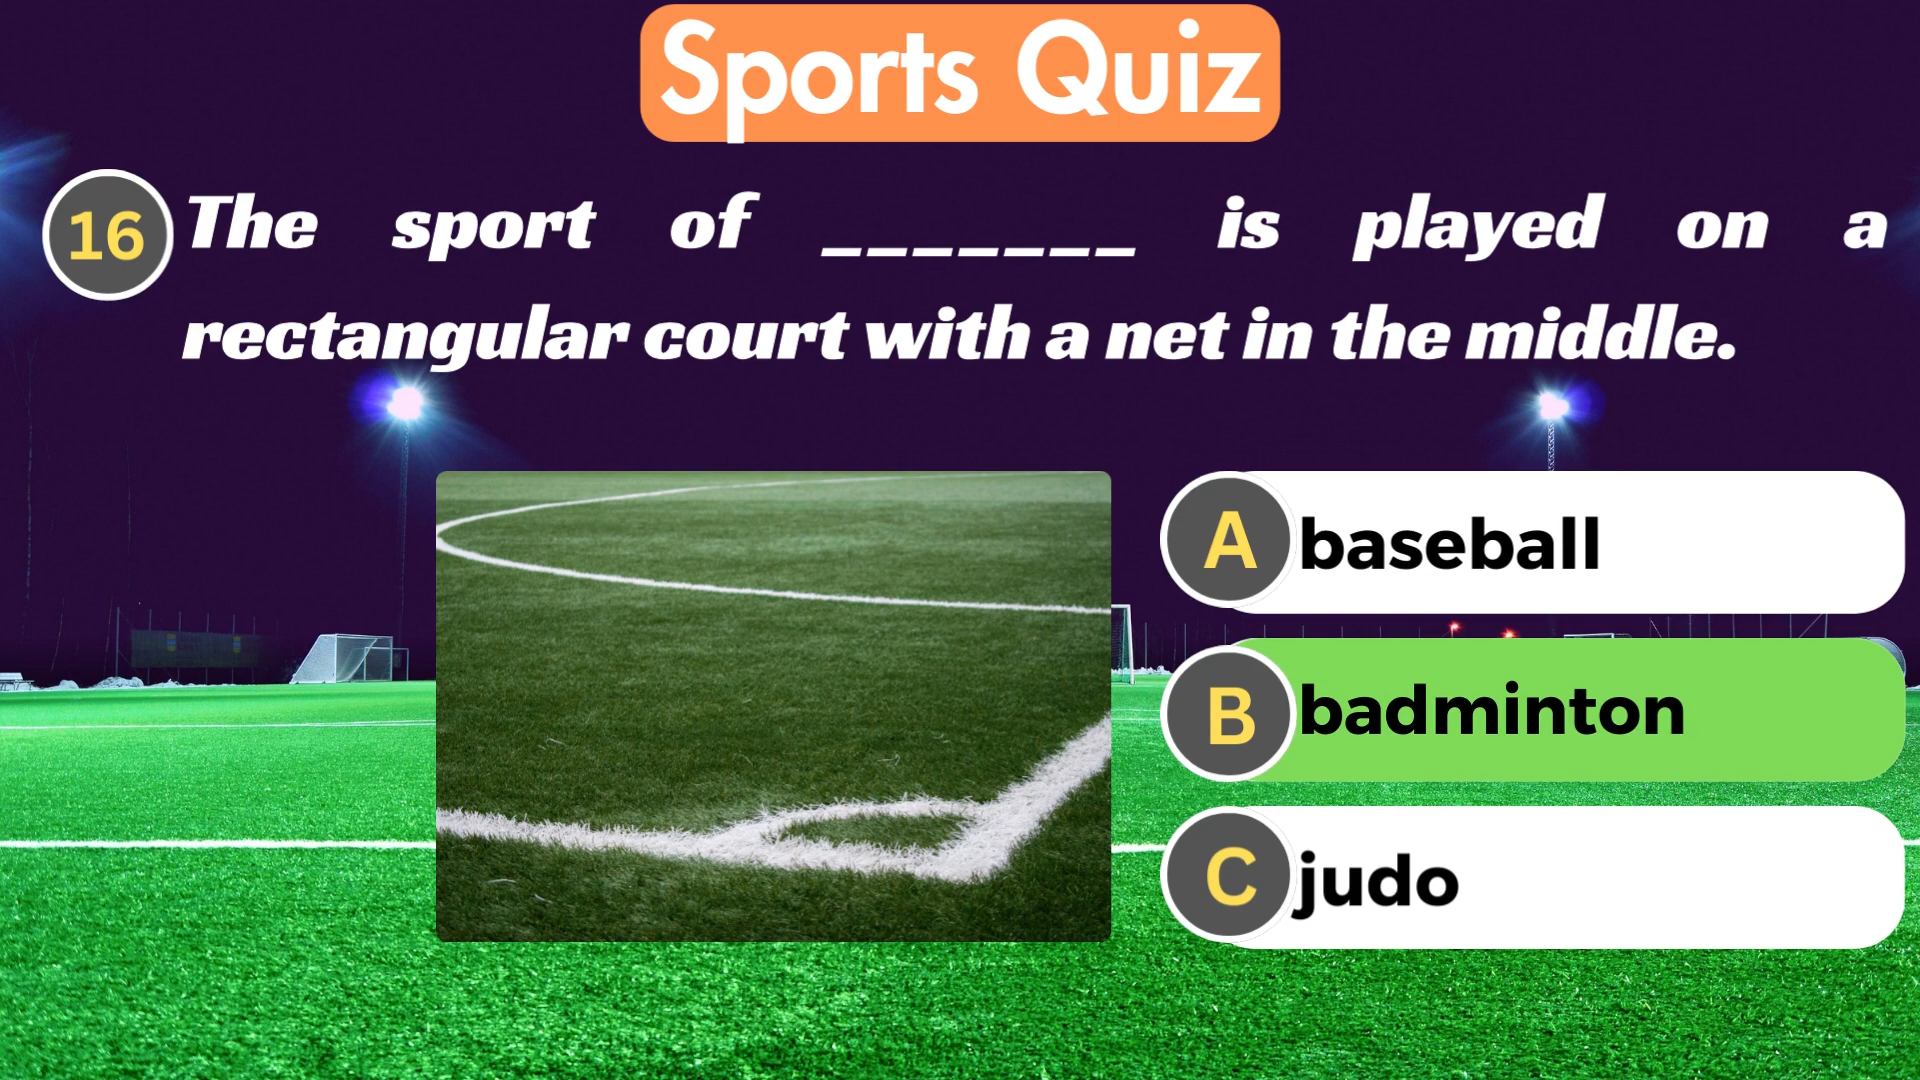 Sports Quiz
16
The sport of _______ is played on a
rectangular court with a net in the middle.
A baseball
B badminton
C judo